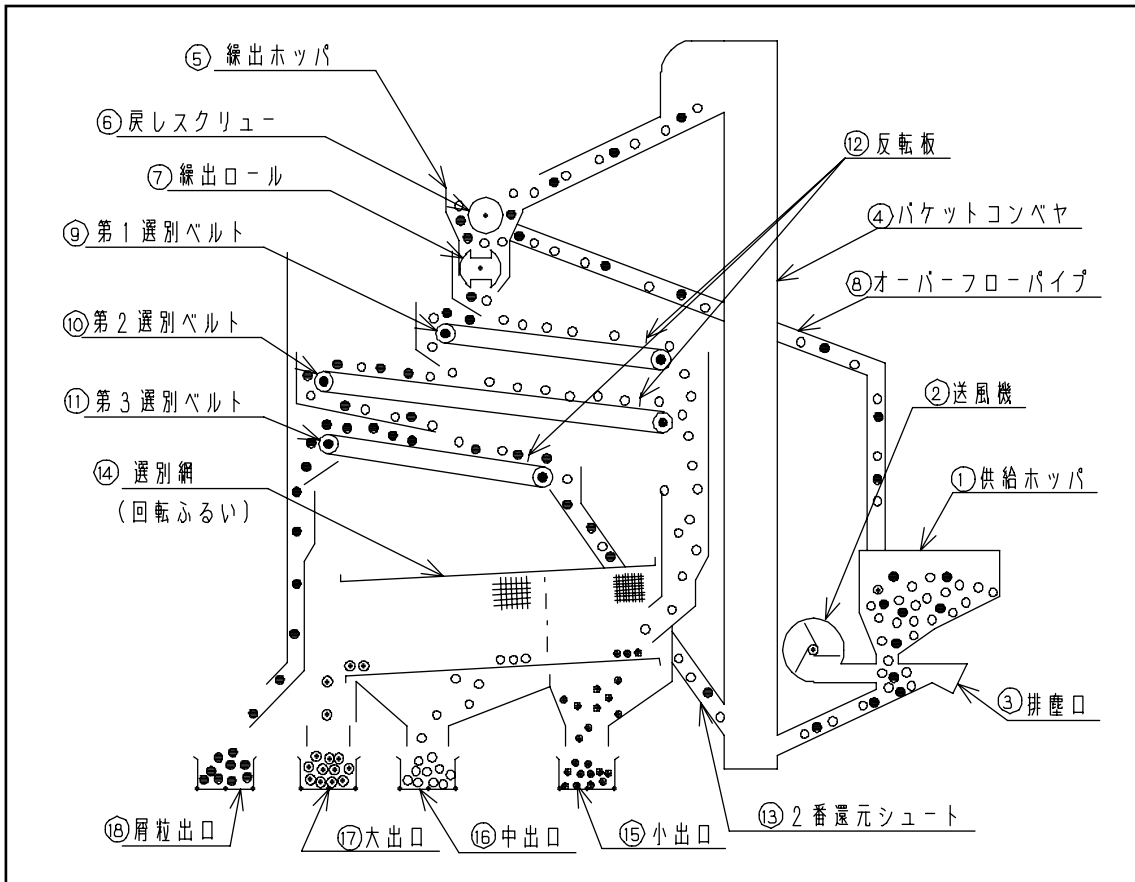 ⑤ 繰出ホッパ
⑥ 戻しスクリュー
⑦ 繰出ロール
⑨ 第1選別ベルト
⑩ 第2選別ベルト
⑪ 第3選別ベルト
⑭ 選別網
(回転ふるい)
⑫ 反転板
④ バケットコンベヤ
⑧ オーバーフローパイプ
② 送風機
① 供給ホッパ
③ 排塵口
⑬ 2番還元シュート
⑮ 小出口
⑯ 中出口
⑰ 大出口
⑱ 屑粒出口